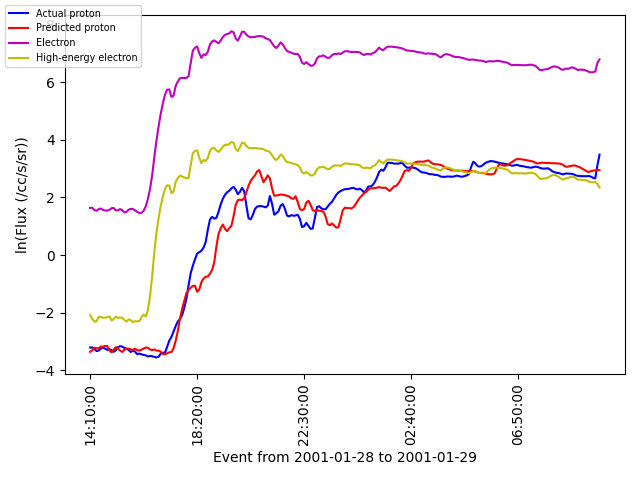 Actual proton
Predicted proton
Electron
High-energy electron
ln(Flux (/cc/s/sr))
6
4
2
0
−2
−4
14:10:00
18:20:00
22:30:00
02:40:00
06:50:00
Event from 2001-01-28 to 2001-01-29